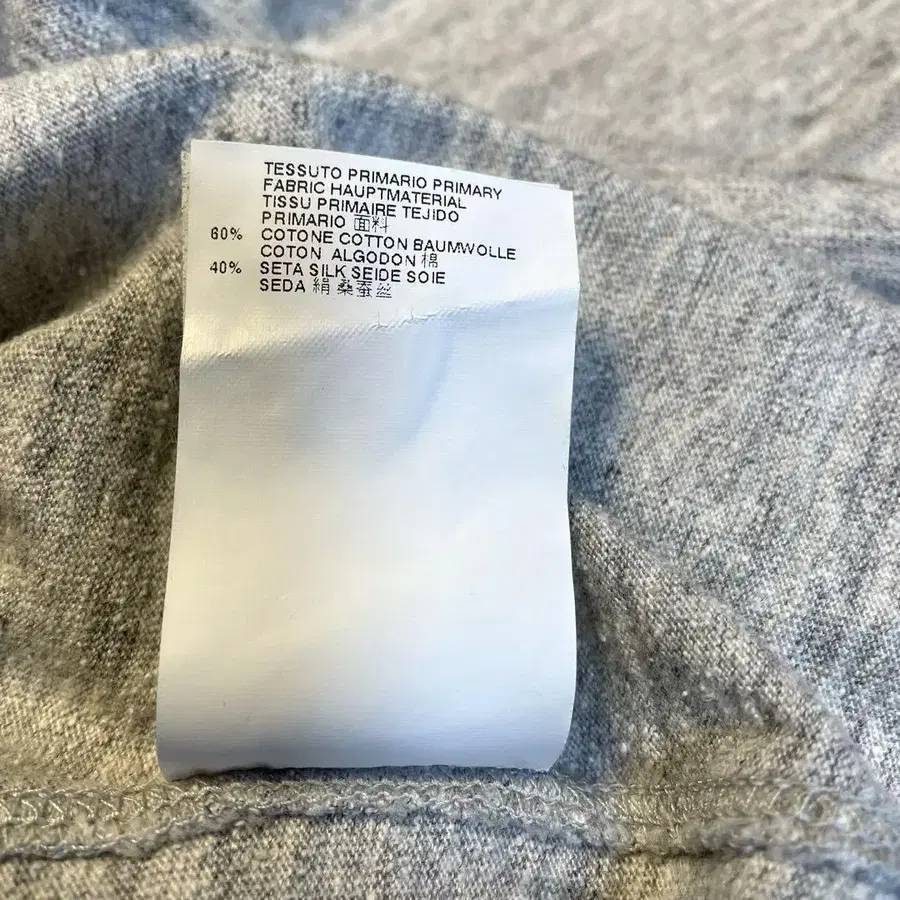 TESSUTO PRIMARIO PRIMARY
FABRIC HAUPTMATERIAL
TISSU PRIMAIRE TEJIDO
PRIMARIO 面料
60% COTONE COTTON BAUMWOLLE
COTON ALGODON 棉
40% SETA SILK SEIDE SOIE
SEDA 絹 桑蚕丝